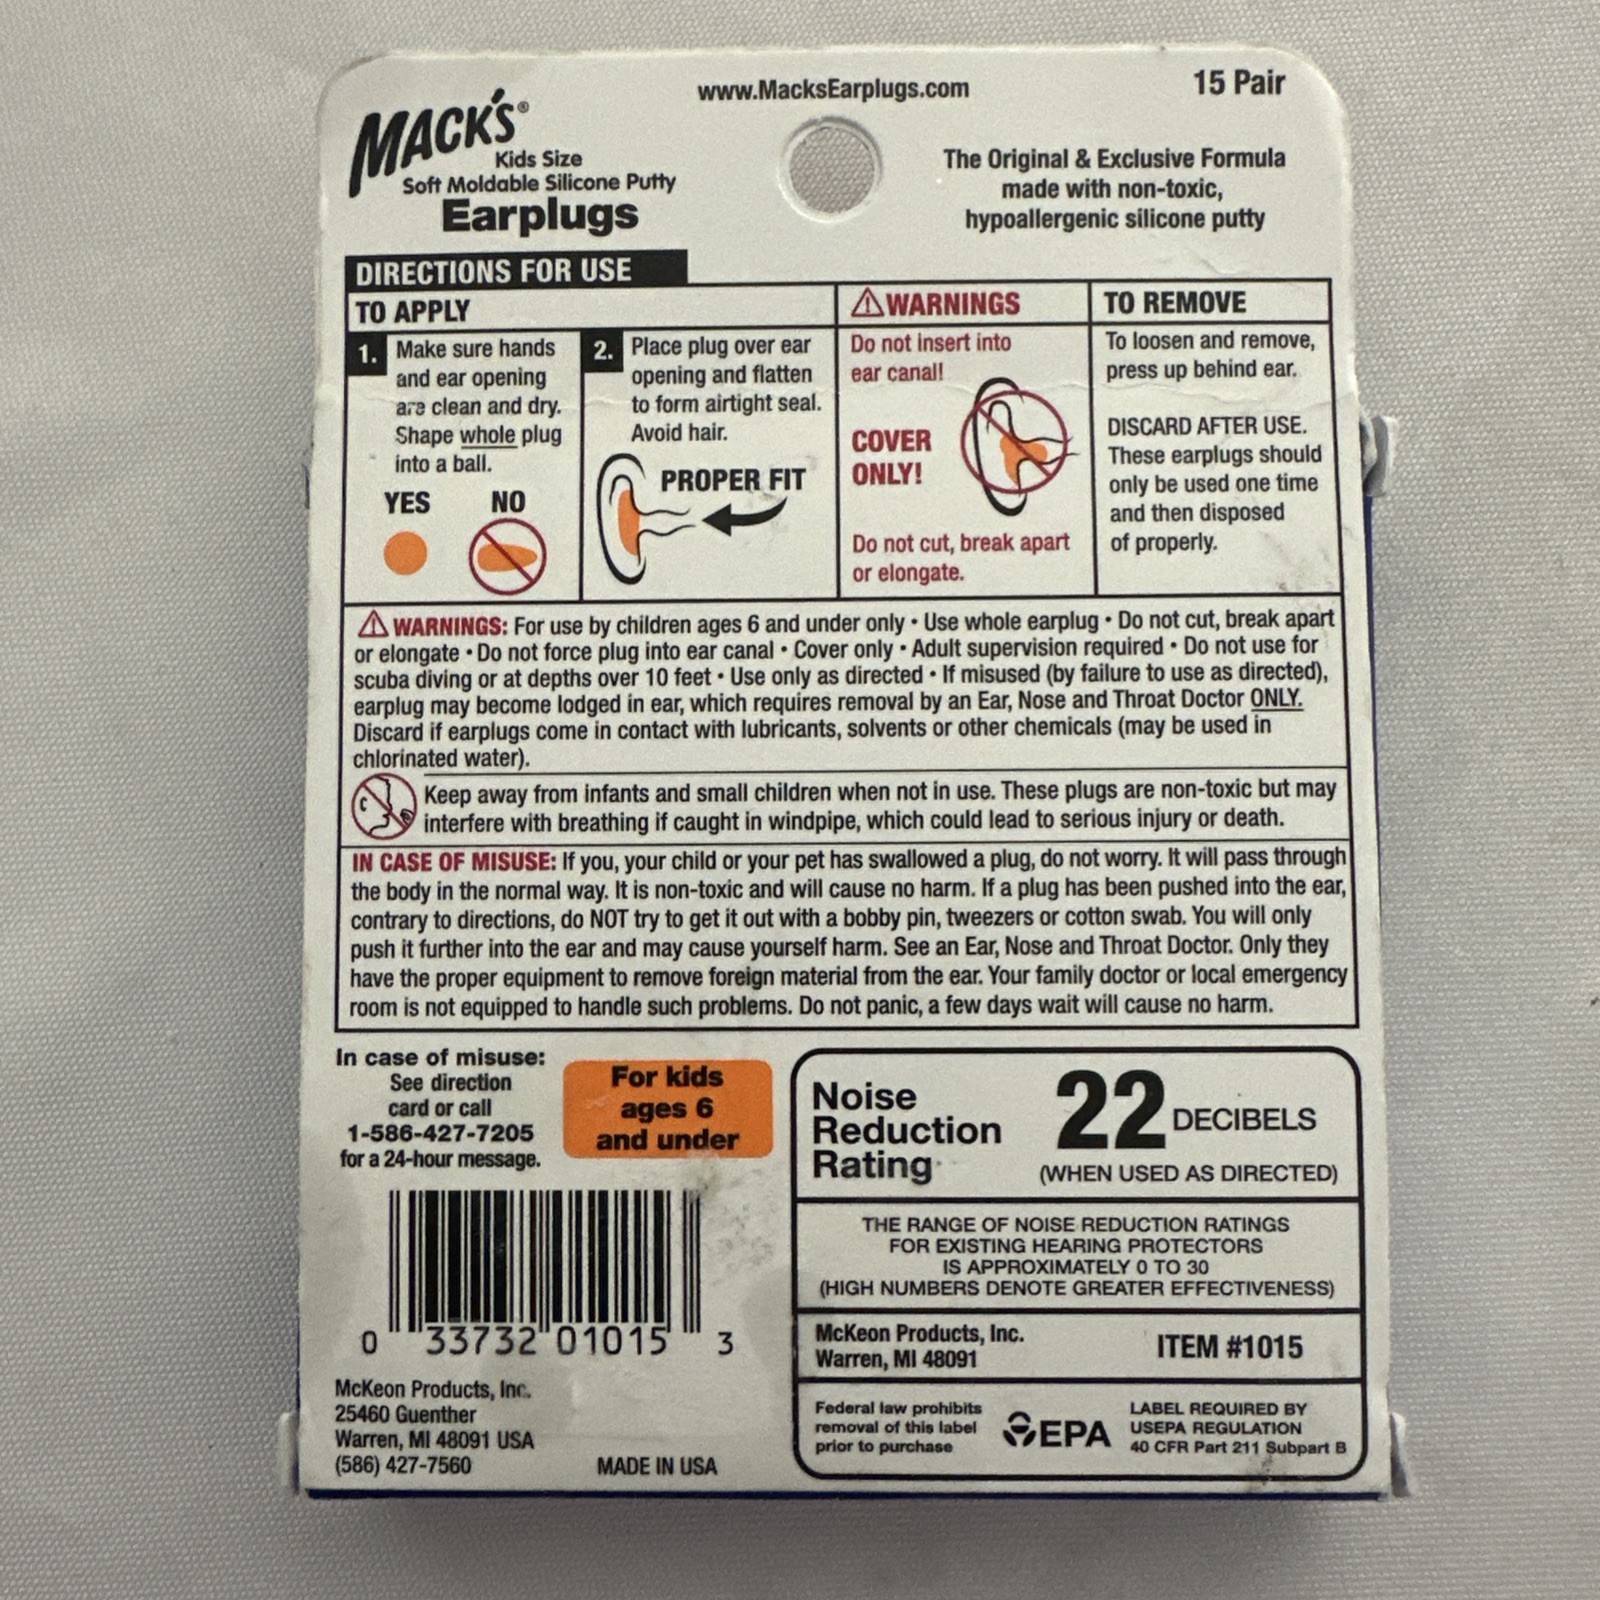 www.MacksEarplugs.com
15 Pair
MACK'S®
Kids Size
Soft Moldable Silicone Putty
Earplugs
The Original & Exclusive Formula
made with non-toxic,
hypoallergenic silicone putty
DIRECTIONS FOR USE
TO APPLY
1. Make sure hands
and ear opening
are clean and dry.
Shape whole plug
into a ball.
YES NO
2. Place plug over ear
opening and flatten
to form airtight seal.
Avoid hair.
PROPER FIT
WARNINGS
Do not insert into
ear canal!
COVER
ONLY!
Do not cut, break apart
or elongate.
TO REMOVE
To loosen and remove,
press up behind ear.
DISCARD AFTER USE.
These earplugs should
only be used one time
and then disposed
of properly.
WARNINGS: For use by children ages 6 and under only • Use whole earplug • Do not cut, break apart
or elongate • Do not force plug into ear canal • Cover only • Adult supervision required • Do not use for
scuba diving or at depths over 10 feet • Use only as directed • If misused (by failure to use as directed),
earplug may become lodged in ear, which requires removal by an Ear, Nose and Throat Doctor ONLY.
Discard if earplugs come in contact with lubricants, solvents or other chemicals (may be used in
chlorinated water).
Keep away from infants and small children when not in use. These plugs are non-toxic but may
interfere with breathing if caught in windpipe, which could lead to serious injury or death.
IN CASE OF MISUSE: If you, your child or your pet has swallowed a plug, do not worry. It will pass through
the body in the normal way. It is non-toxic and will cause no harm. If a plug has been pushed into the ear,
contrary to directions, do NOT try to get it out with a bobby pin, tweezers or cotton swab. You will only
push it further into the ear and may cause yourself harm. See an Ear, Nose and Throat Doctor. Only they
have the proper equipment to remove foreign material from the ear. Your family doctor or local emergency
room is not equipped to handle such problems. Do not panic, a few days wait will cause no harm.
In case of misuse:
See direction
card or call
1-586-427-7205
for a 24-hour message.
For kids
ages 6
and under
0 33732 01015 3
McKeon Products, Inc.
25460 Guenther
Warren, MI 48091 USA
(586) 427-7560
MADE IN USA
Noise
Reduction
Rating
22 DECIBELS
(WHEN USED AS DIRECTED)
THE RANGE OF NOISE REDUCTION RATINGS
FOR EXISTING HEARING PROTECTORS
IS APPROXIMATELY 0 TO 30
(HIGH NUMBERS DENOTE GREATER EFFECTIVENESS)
McKeon Products, Inc.
Warren, MI 48091
ITEM #1015
Federal law prohibits
removal of this label
prior to purchase
EPA
LABEL REQUIRED BY
USEPA REGULATION
40 CFR Part 211 Subpart B